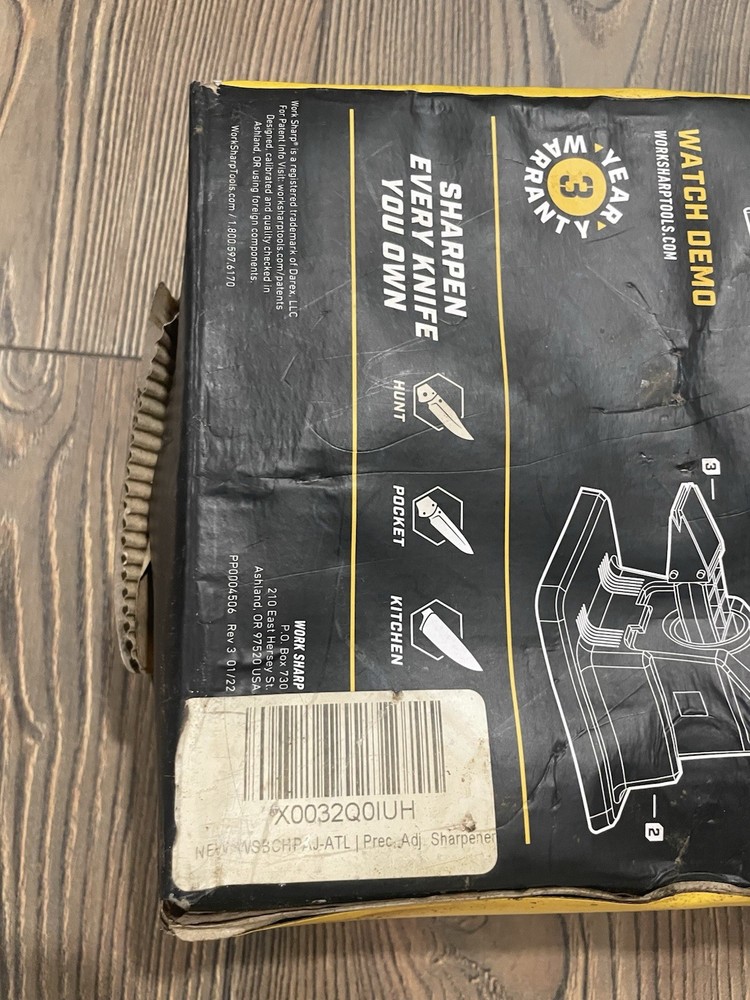 WATCH DEMO
WORKSHARPTOOLS.COM
3
YEAR
WARRANTY
3
2
SHARPEN
EVERY KNIFE
YOU OWN
HUNT
POCKET
KITCHEN
Work Sharp® is a registered trademark of Darex, LLC
For Patent Info Visit: worksharptools.com/patents
Designed, calibrated and quality checked in
Ashland, OR using foreign components.
WorkSharpTools.com / 1.800.597.6170
WORK SHARP
P.O. Box 730
210 East Hersey St.
Ashland, OR 97520 USA
PP0004506 Rev 3 01/22
X0032Q0IUH
| Prec. Adj. Sharpener